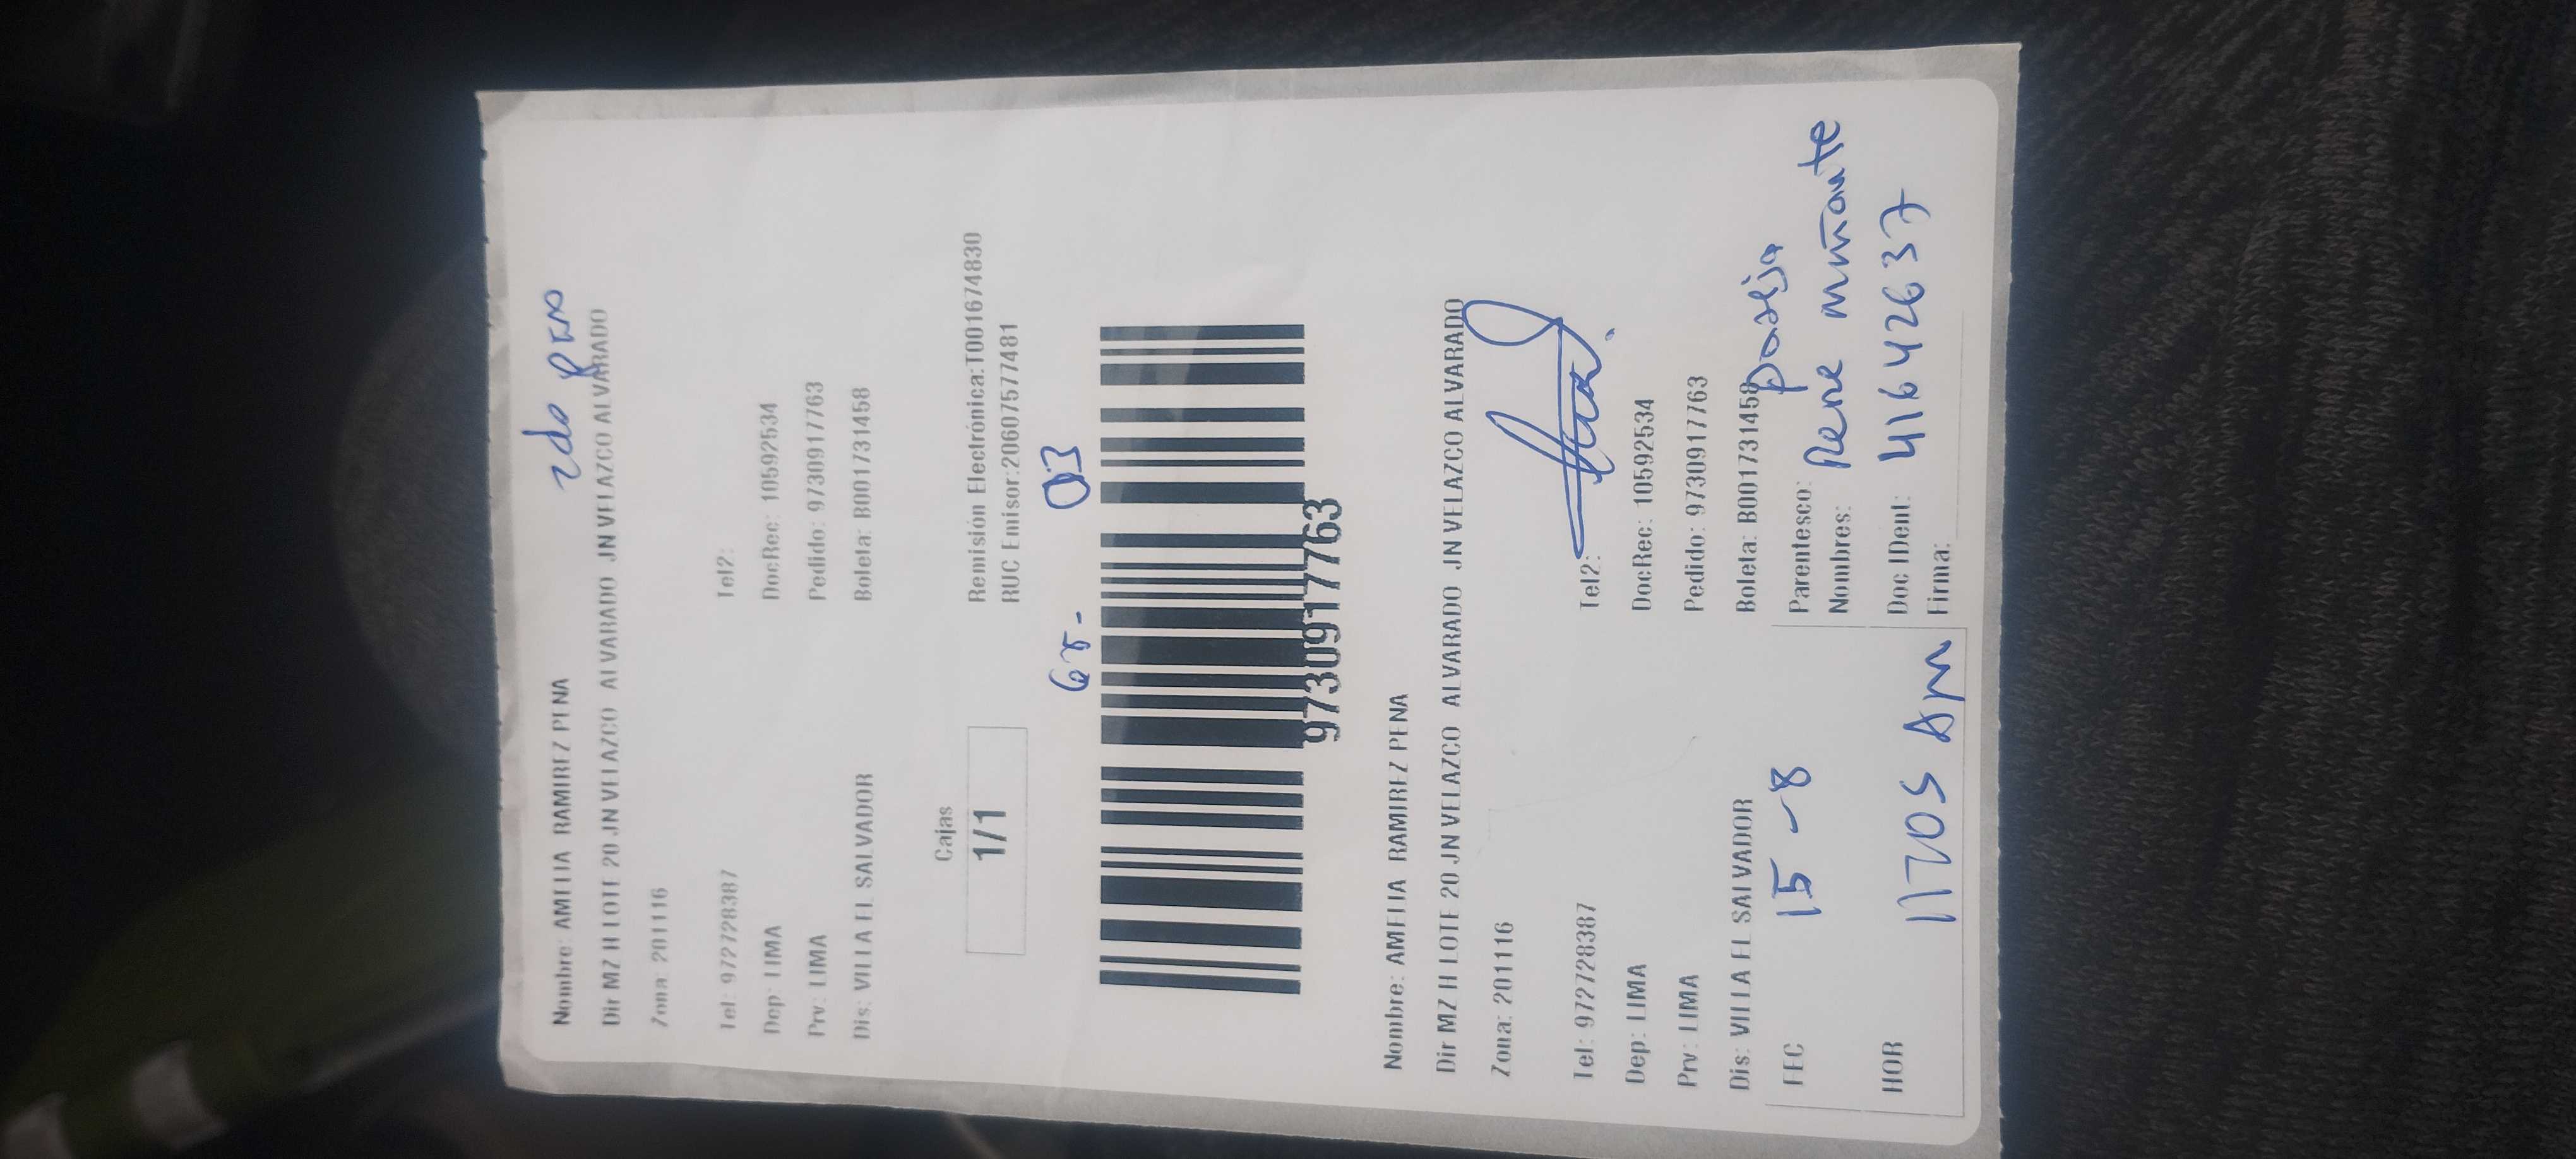 2do piso
Nombre: AMELIA RAMIREZ PENA
Dir MZ H LOTE 20 JN VELAZCO ALVARADO JN VELAZCO ALVARADO
Zona: 201116
Tel: 972728387 Tel2:
Dep: LIMA DocRec: 10592534
Prv: LIMA Pedido: 9730917763
Dis: VILLA EL SALVADOR Boleta: B001731458
Cajas
1/1
Remisión Electrónica:T001674830
RUC Emisor:20607577481
03
9730917763
Nombre: AMELIA RAMIREZ PENA
Dir MZ H LOTE 20 JN VELAZCO ALVARADO JN VELAZCO ALVARADO
Zona: 201116
Tel: 972728387 Tel2:
Dep: LIMA DocRec: 10592534
Prv: LIMA Pedido: 9730917763
Dis: VILLA EL SALVADOR Boleta: B001731458
FEC 15-8 Parentesco: pareja
Nombres: Rene muñante
HOR Doc IDent: 41642637
Firma: